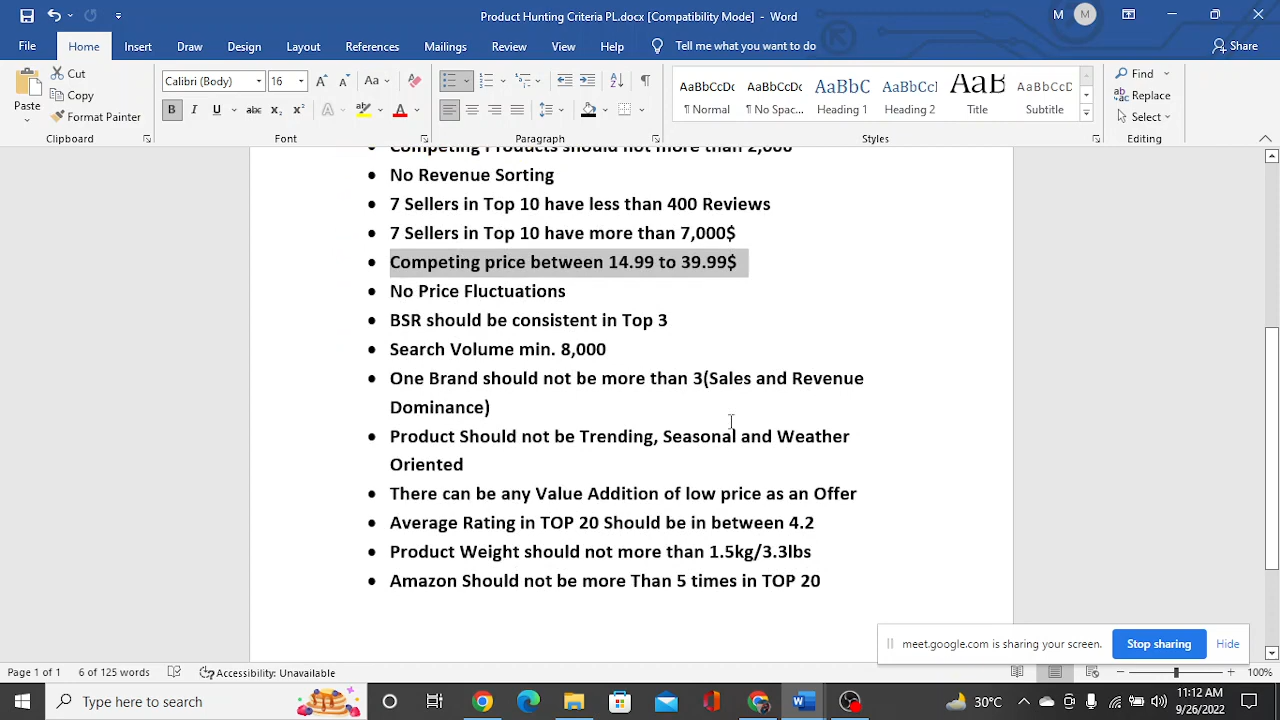 Product Hunting Criteria 14.docx [Compatibility Mode] - Word
M
M
File
Home
Insert
Draw
Design
Layout
References
Mailings
Review
View
Help
Tell me what you want to do
Share
Paste
Cut
Copy
Format Painter
Clipboard
Calibri (Body)
16
Font
Paragraph
AaBbCcDc
¶ Normal
AaBbCcDc
¶ No Spac...
AaBbC
Heading 1
AaBbCcl
Heading 2
AaB
Title
AaBbCcD
Subtitle
Styles
Find
Replace
Select
Editing
Competing Products should not more than 2,000
No Revenue Sorting
7 Sellers in Top 10 have less than 400 Reviews
7 Sellers in Top 10 have more than 7,000$
Competing price between 14.99 to 39.99$
No Price Fluctuations
BSR should be consistent in Top 3
Search Volume min. 8,000
One Brand should not be more than 3(Sales and Revenue
Dominance)
Product Should not be Trending, Seasonal and Weather
Oriented
There can be any Value Addition of low price as an Offer
Average Rating in TOP 20 Should be in between 4.2
Product Weight should not more than 1.5kg/3.3lbs
Amazon Should not be more Than 5 times in TOP 20
meet.google.com is sharing your screen.
Stop sharing
Hide
Page 1 of 1
6 of 125 words
Accessibility: Unavailable
100%
Type here to search
30°C
11:12 AM
9/26/2022